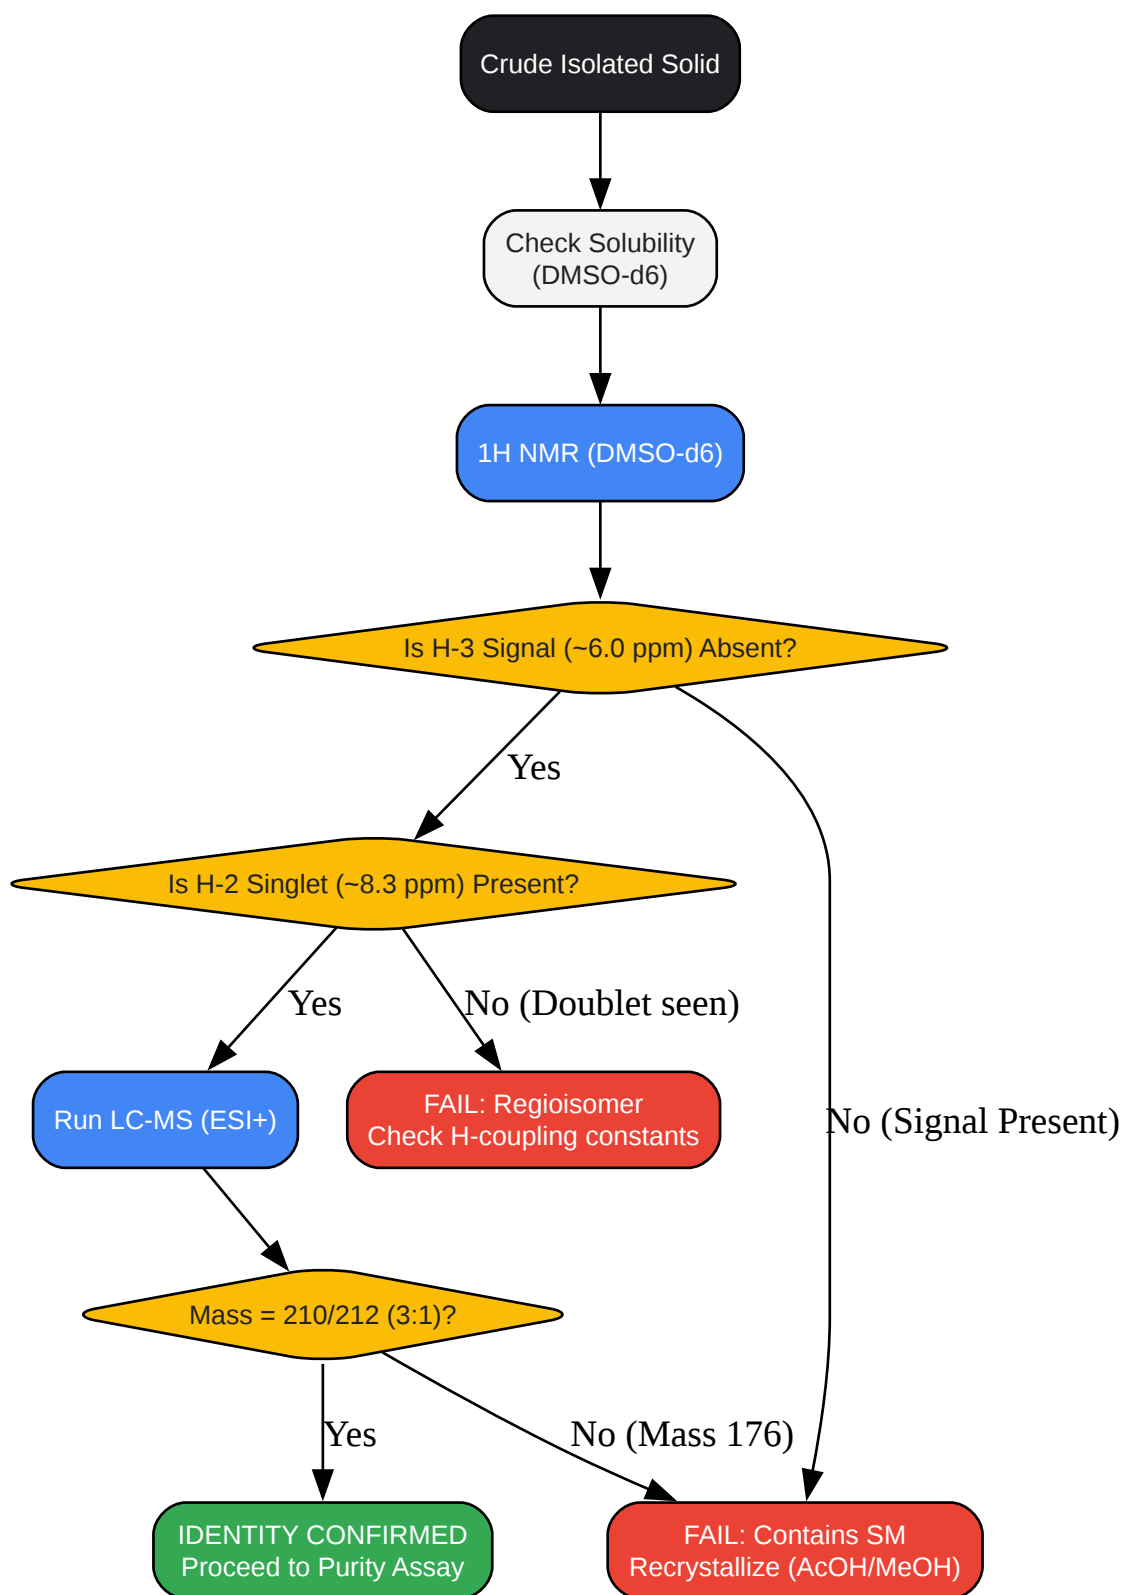 Crude Isolated Solid
Check Solubility
(DMSO-d6)
1H NMR (DMSO-d6)
Is H-3 Signal (~6.0 ppm) Absent?
Yes
Is H-2 Singlet (~8.3 ppm) Present?
Yes
No (Doublet seen)
Run LC-MS (ESI+)
FAIL: Regioisomer
Check H-coupling constants
No (Signal Present)
Mass = 210/212 (3:1)?
Yes
No (Mass 176)
IDENTITY CONFIRMED
Proceed to Purity Assay
FAIL: Contains SM
Recrystallize (AcOH/MeOH)